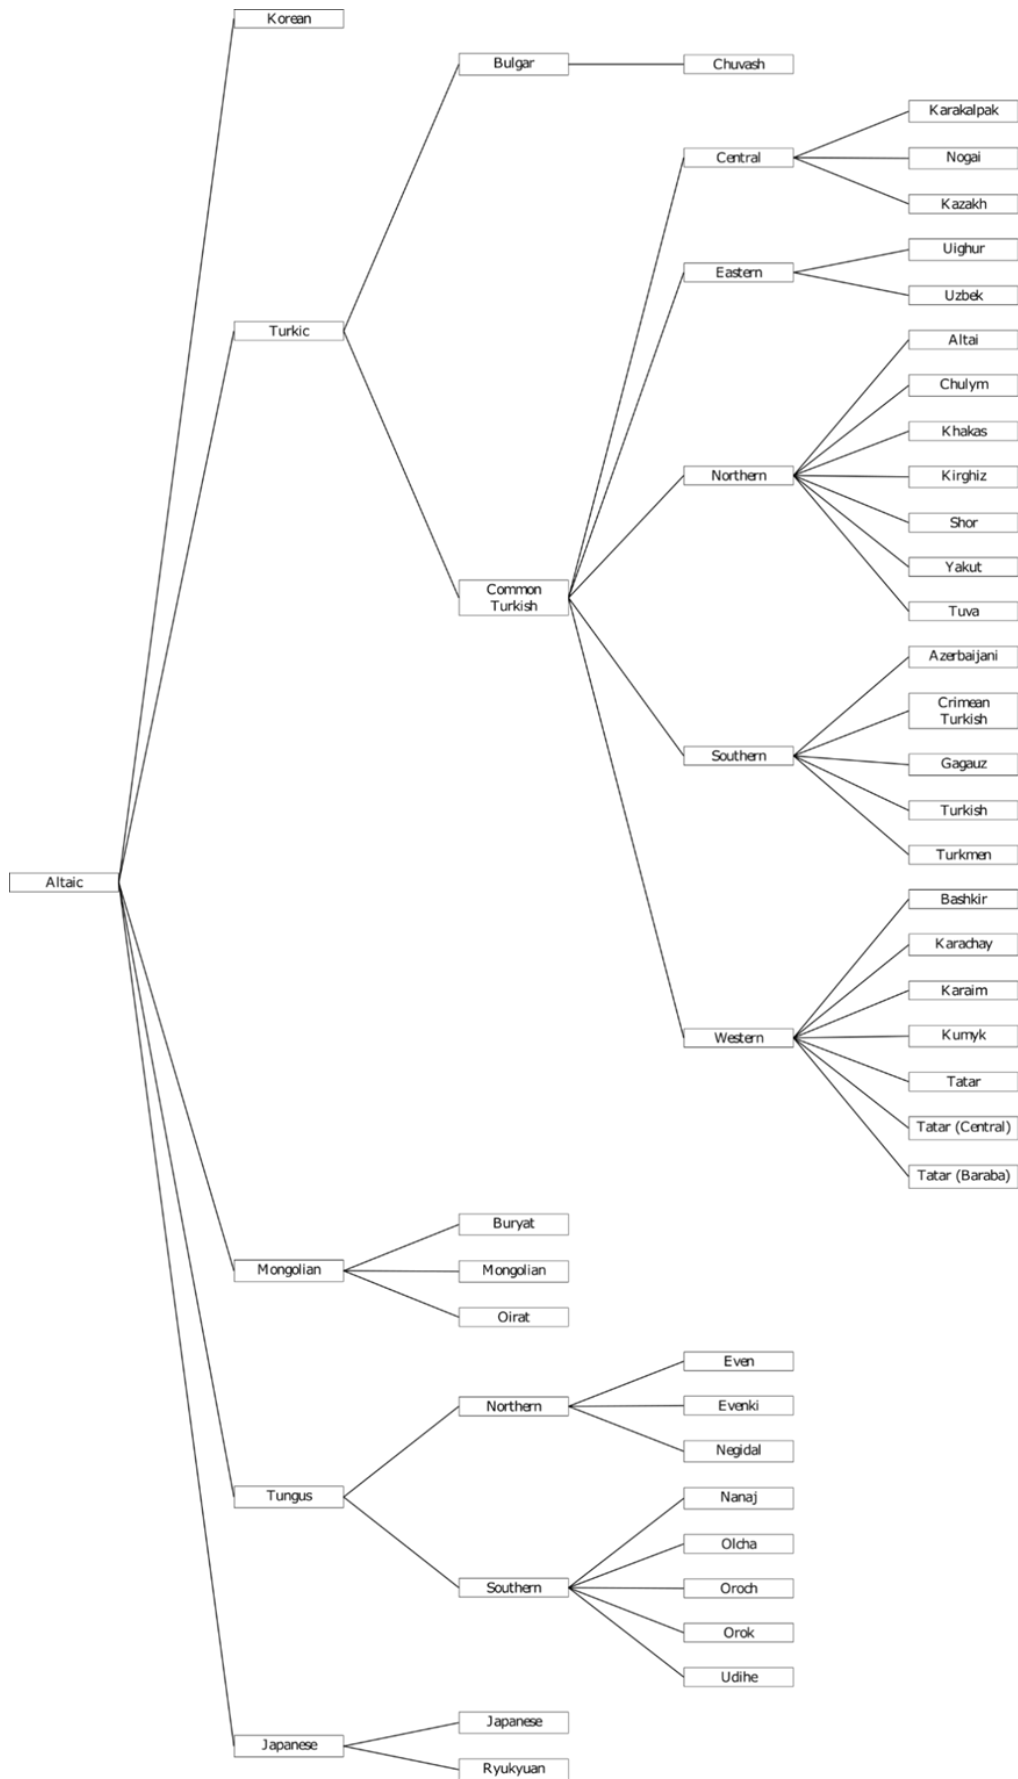 Korean
Bulgar
Chuvash
Karakalpak
Central
Nogai
Kazakh
Uighur
Eastern
Uzbek
Turkic
Altai
Chulym
Khakas
Northern
Kirghiz
Shor
Yakut
Common
Turkish
Tuva
Azerbaijani
Crimean
Turkish
Southern
Gagauz
Turkish
Turkmen
Altaic
Bashkir
Karachay
Karaim
Western
Kumyk
Tatar
Tatar (Central)
Tatar (Baraba)
Buryat
Mongolian
Mongolian
Oirat
Even
Northern
Evenki
Negidal
Tungus
Nanaj
Olcha
Southern
Oroch
Orok
Udihe
Japanese
Japanese
Ryukyuan